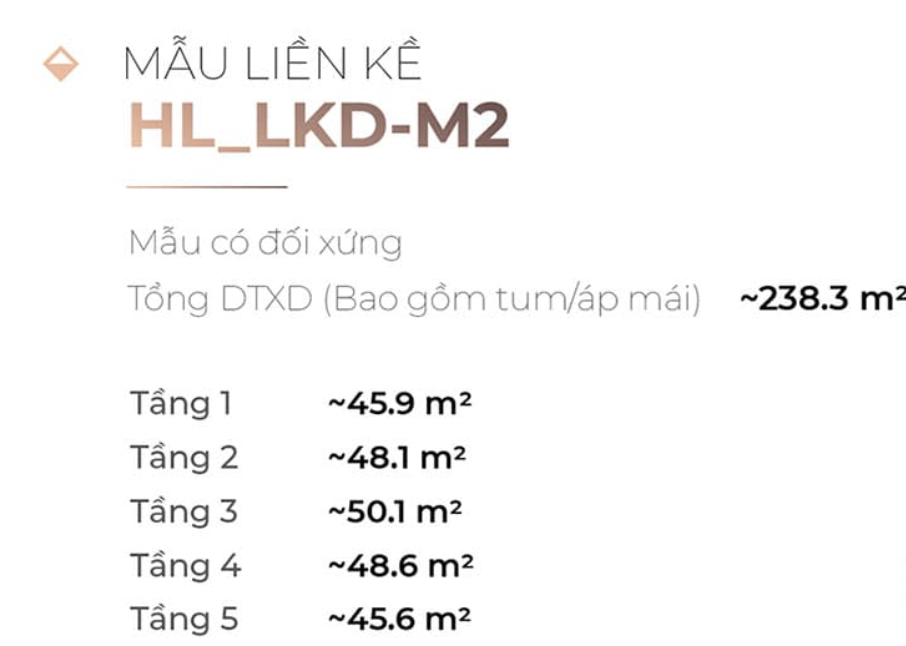 MẪU LIỀN KỀ
HL_LKD-M2
Mẫu có đối xứng
Tổng DTXD (Bao gồm tum/áp mái) ~238.3 m²
Tầng 1 ~45.9 m²
Tầng 2 ~48.1 m²
Tầng 3 ~50.1 m²
Tầng 4 ~48.6 m²
Tầng 5 ~45.6 m²